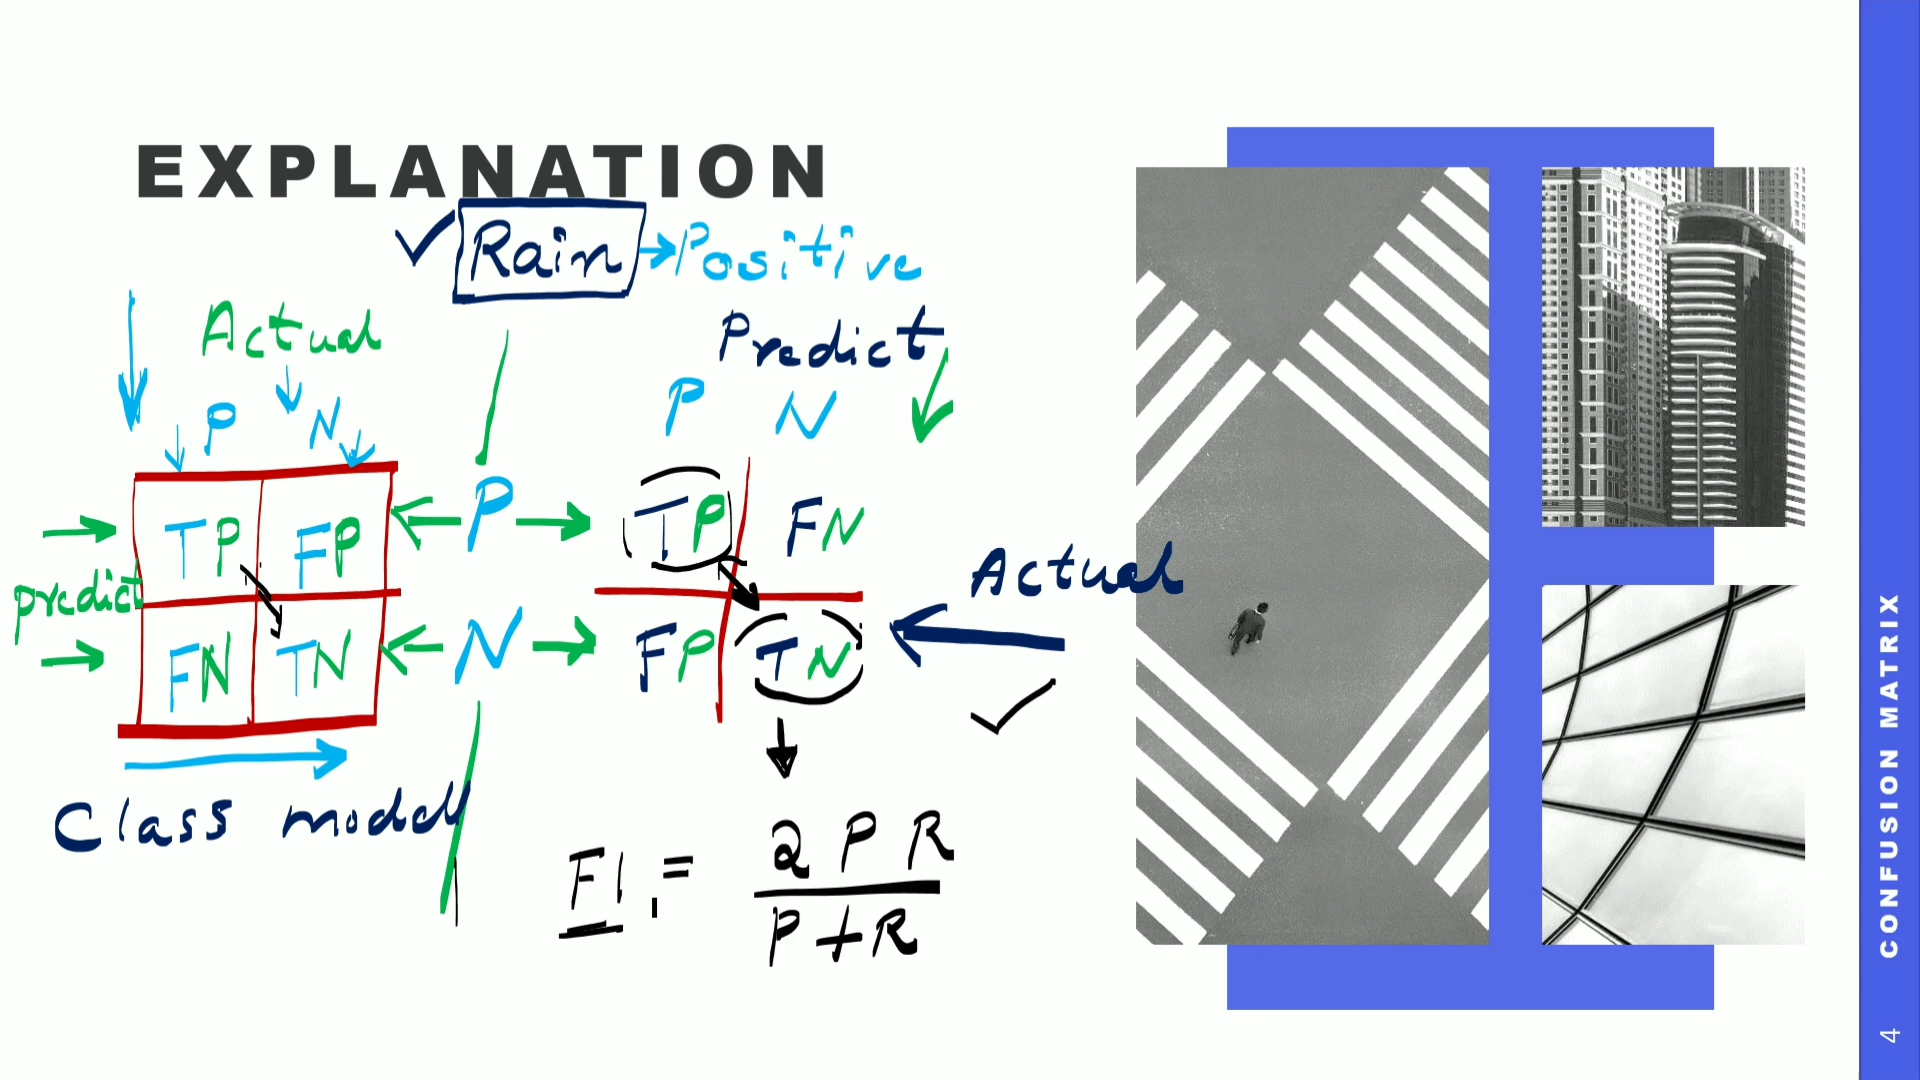 EXPLANATION
Rain Positive
Actual Predict
P N P N
TP FP P TP FN
predict Actual
FN TN N FP TN
Class model
F1 = 2 P R
P + R
CONFUSION MATRIX
4